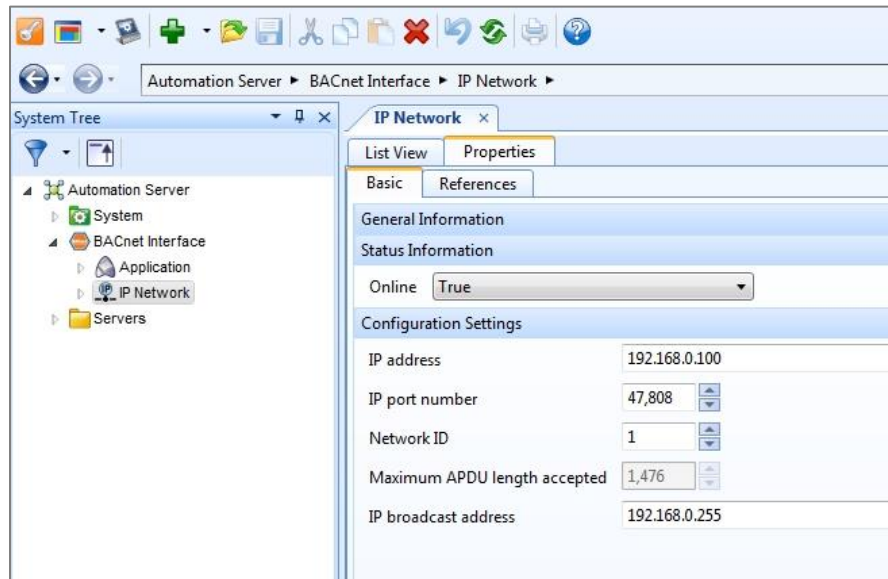 Automation Server ▸ BACnet Interface ▸ IP Network ▸
System Tree
IP Network
List View Properties
Automation Server
System
BACnet Interface
Application
IP IP Network
Servers
Basic References
General Information
Status Information
Online True
Configuration Settings
IP address 192.168.0.100
IP port number 47,808
Network ID 1
Maximum APDU length accepted 1,476
IP broadcast address 192.168.0.255